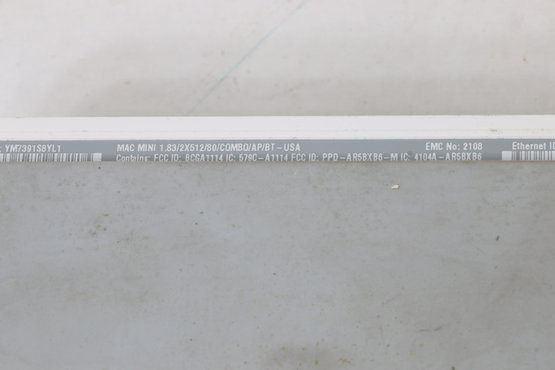 : YM7391S8YL1 MAC MINI 1.83/2X512/80/COMBO/AP/BT-USA EMC No: 2108 Ethernet I
Contains: FCC ID: BCGA1114 IC: 579C-A1114 FCC ID: PPD-AR5BXB6-M IC: 4104A-AR5BXB6